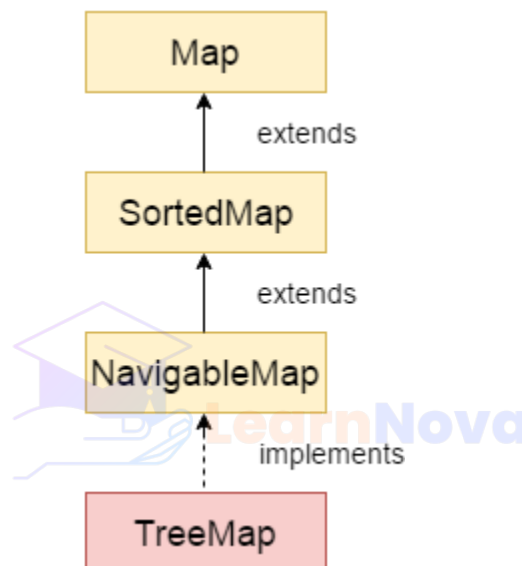 Map
extends
SortedMap
extends
NavigableMap
LearnNova
implements
TreeMap